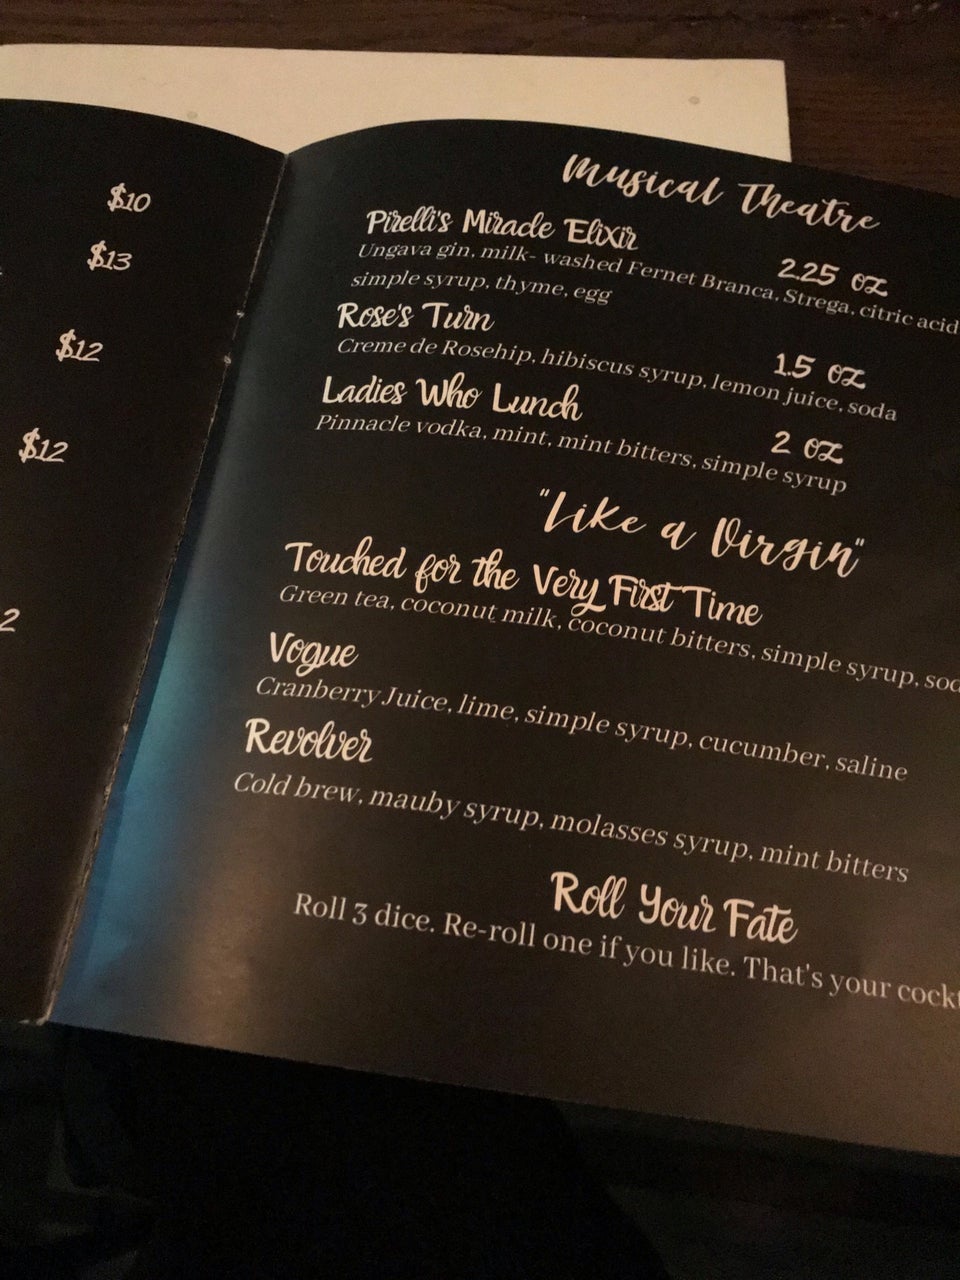 $10
$13
$12
$12
2
Musical Theatre
Pirelli's Miracle Elixir
2.25 oz
Ungava gin, milk- washed Fernet Branca, Strega, citric acid
simple syrup, thyme, egg
Rose's Turn
1.5 oz
Creme de Rosehip, hibiscus syrup, lemon juice, soda
Ladies Who Lunch
2 oz
Pinnacle vodka, mint, mint bitters, simple syrup
"Like a Virgin"
Touched for the Very First Time
Green tea, coconut milk, coconut bitters, simple syrup,
Vogue
Cranberry Juice, lime, simple syrup, cucumber, saline
Revolver
Cold brew, mauby syrup, molasses syrup, mint bitters
Roll Your Fate
Roll 3 dice. Re-roll one if you like. That's your